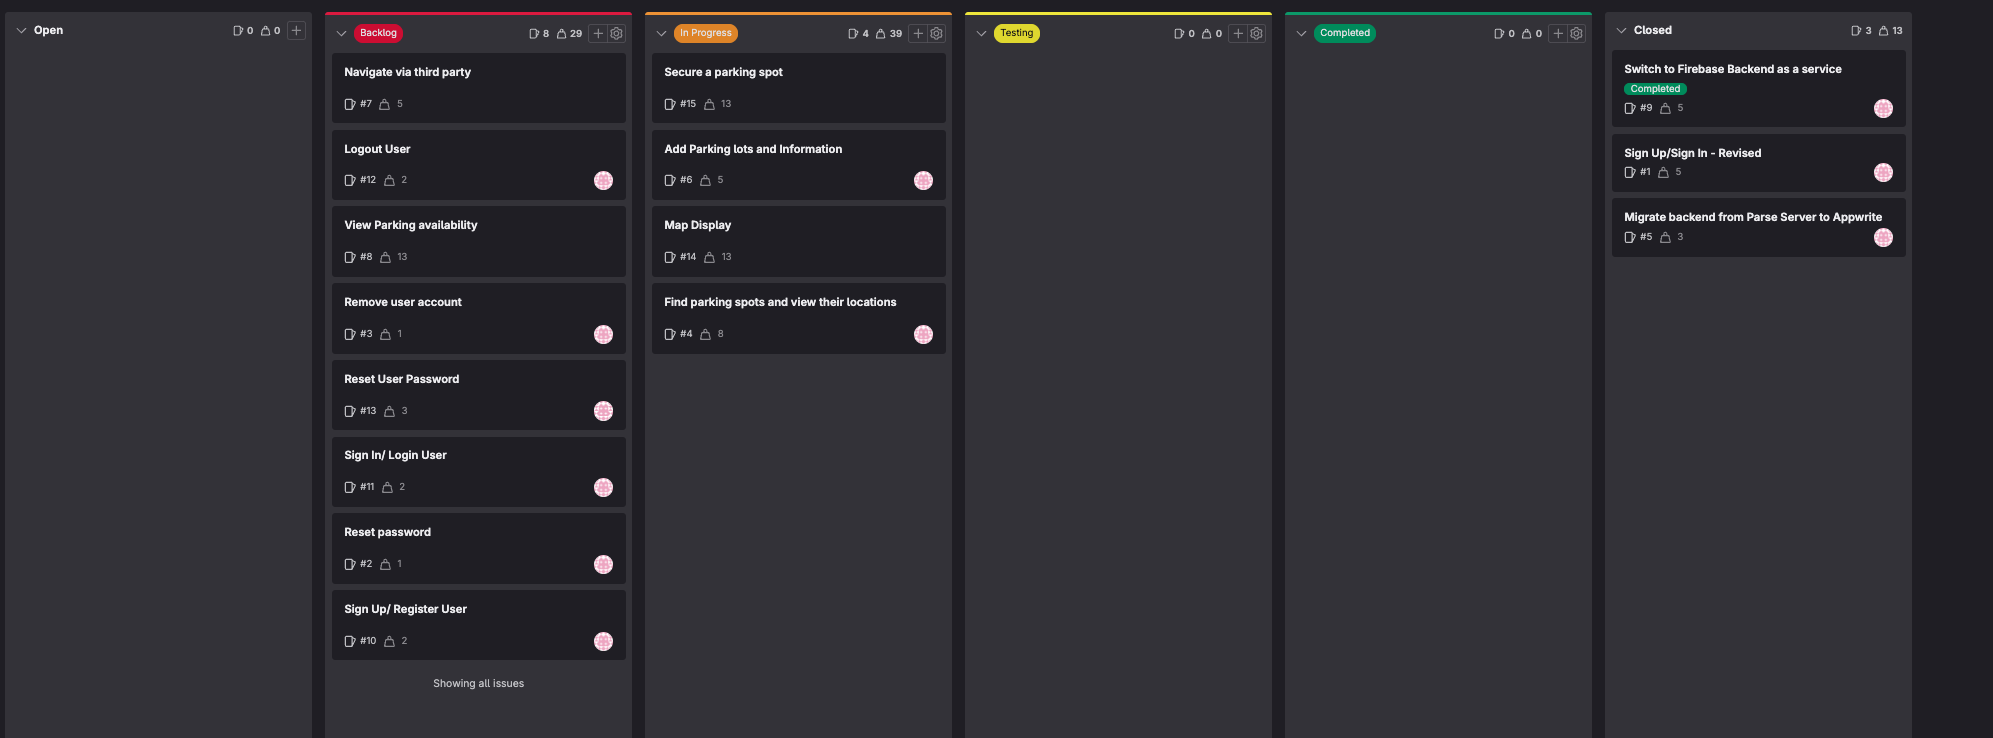 Open 0 0
Backlog 8 29
Navigate via third party
#7 5
Logout User
#12 2
View Parking availability
#8 13
Remove user account
#3 1
Reset User Password
#13 3
Sign In/ Login User
#11 2
Reset password
#2 1
Sign Up/ Register User
#10 2
Showing all issues
In Progress 4 39
Secure a parking spot
#15 13
Add Parking lots and Information
#6 5
Map Display
#14 13
Find parking spots and view their locations
#4 8
Testing 0 0
Completed 0 0
Closed 3 13
Switch to Firebase Backend as a service
Completed
#9 5
Sign Up/Sign In - Revised
#1 5
Migrate backend from Parse Server to Appwrite
#5 3